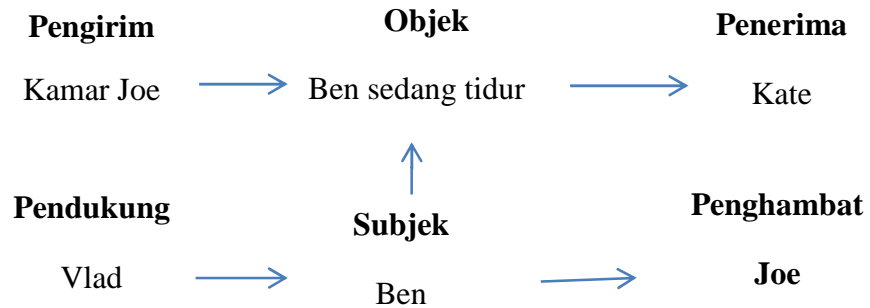 Pengirim Objek Penerima
Kamar Joe Ben sedang tidur Kate
Pendukung Subjek Penghambat
Vlad Ben Joe